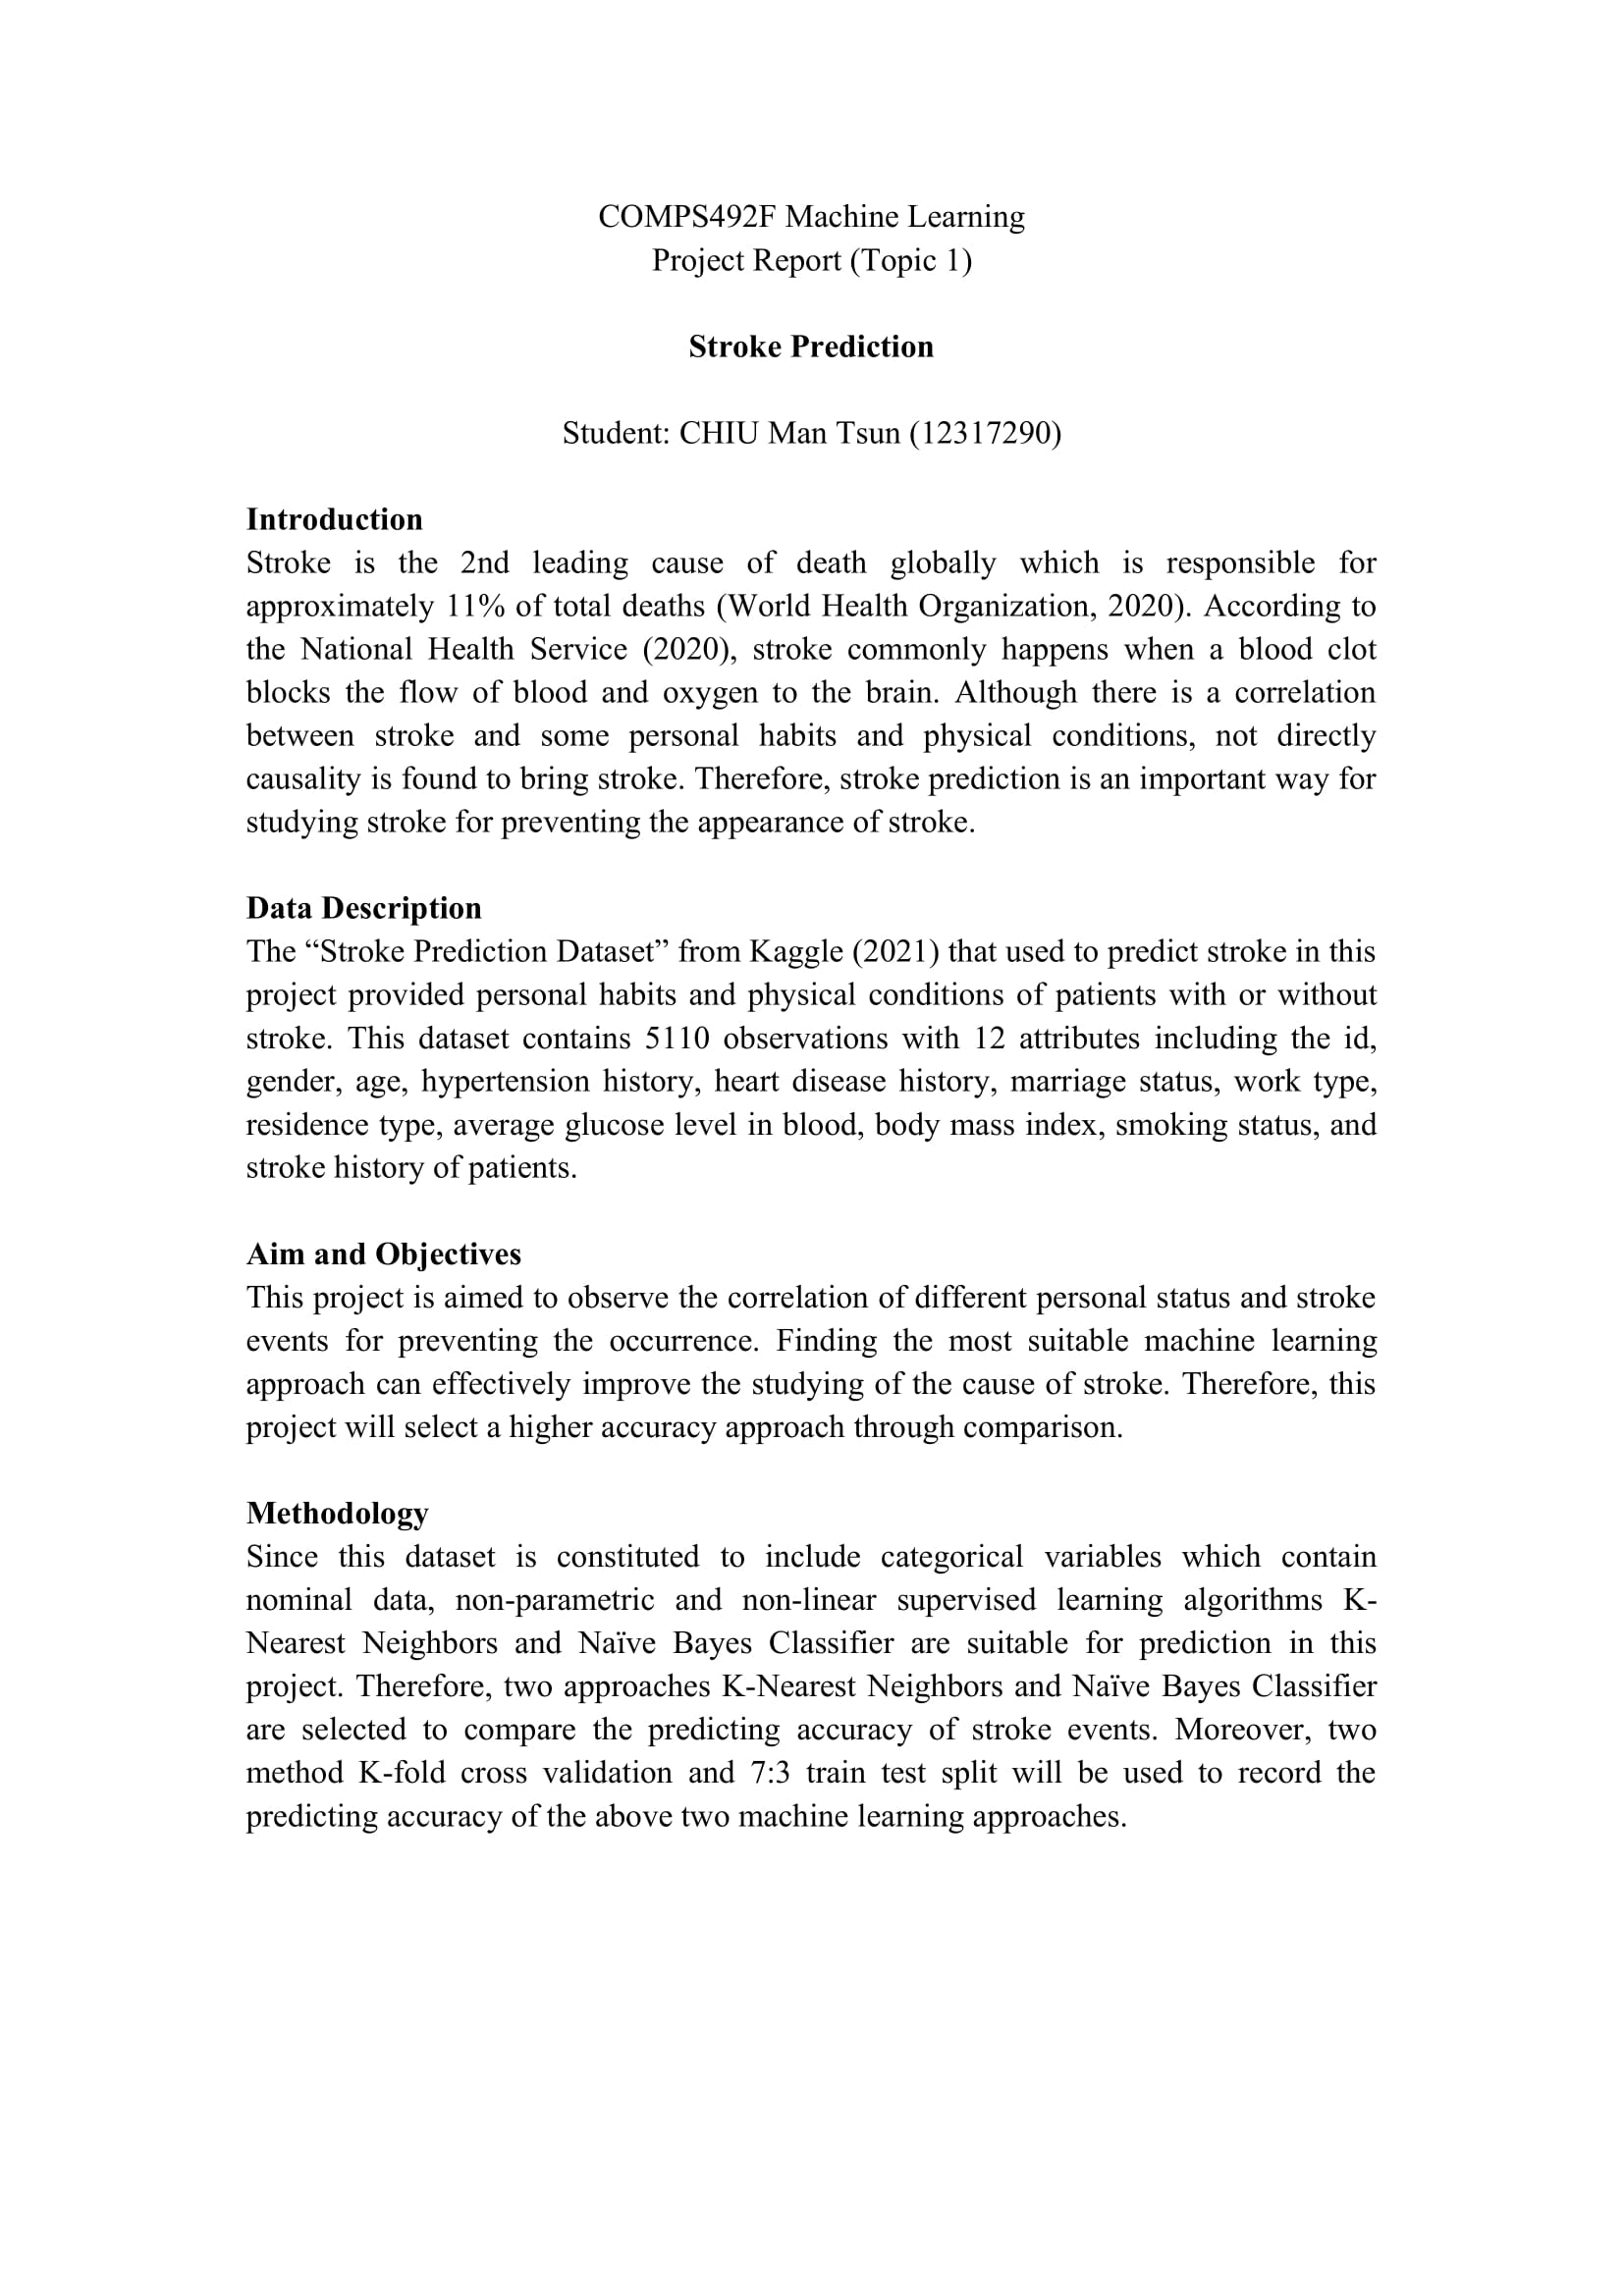 COMPS492F Machine Learning
Project Report (Topic 1)
Stroke Prediction
Student: CHIU Man Tsun (12317290)
Introduction
Stroke is the 2nd leading cause of death globally which is responsible for
approximately 11% of total deaths (World Health Organization, 2020). According to
the National Health Service (2020), stroke commonly happens when a blood clot
blocks the flow of blood and oxygen to the brain. Although there is a correlation
between stroke and some personal habits and physical conditions, not directly
causality is found to bring stroke. Therefore, stroke prediction is an important way for
studying stroke for preventing the appearance of stroke.
Data Description
The “Stroke Prediction Dataset” from Kaggle (2021) that used to predict stroke in this
project provided personal habits and physical conditions of patients with or without
stroke. This dataset contains 5110 observations with 12 attributes including the id,
gender, age, hypertension history, heart disease history, marriage status, work type,
residence type, average glucose level in blood, body mass index, smoking status, and
stroke history of patients.
Aim and Objectives
This project is aimed to observe the correlation of different personal status and stroke
events for preventing the occurrence. Finding the most suitable machine learning
approach can effectively improve the studying of the cause of stroke. Therefore, this
project will select a higher accuracy approach through comparison.
Methodology
Since this dataset is constituted to include categorical variables which contain
nominal data, non-parametric and non-linear supervised learning algorithms K-
Nearest Neighbors and Naïve Bayes Classifier are suitable for prediction in this
project. Therefore, two approaches K-Nearest Neighbors and Naïve Bayes Classifier
are selected to compare the predicting accuracy of stroke events. Moreover, two
method K-fold cross validation and 7:3 train test split will be used to record the
predicting accuracy of the above two machine learning approaches.